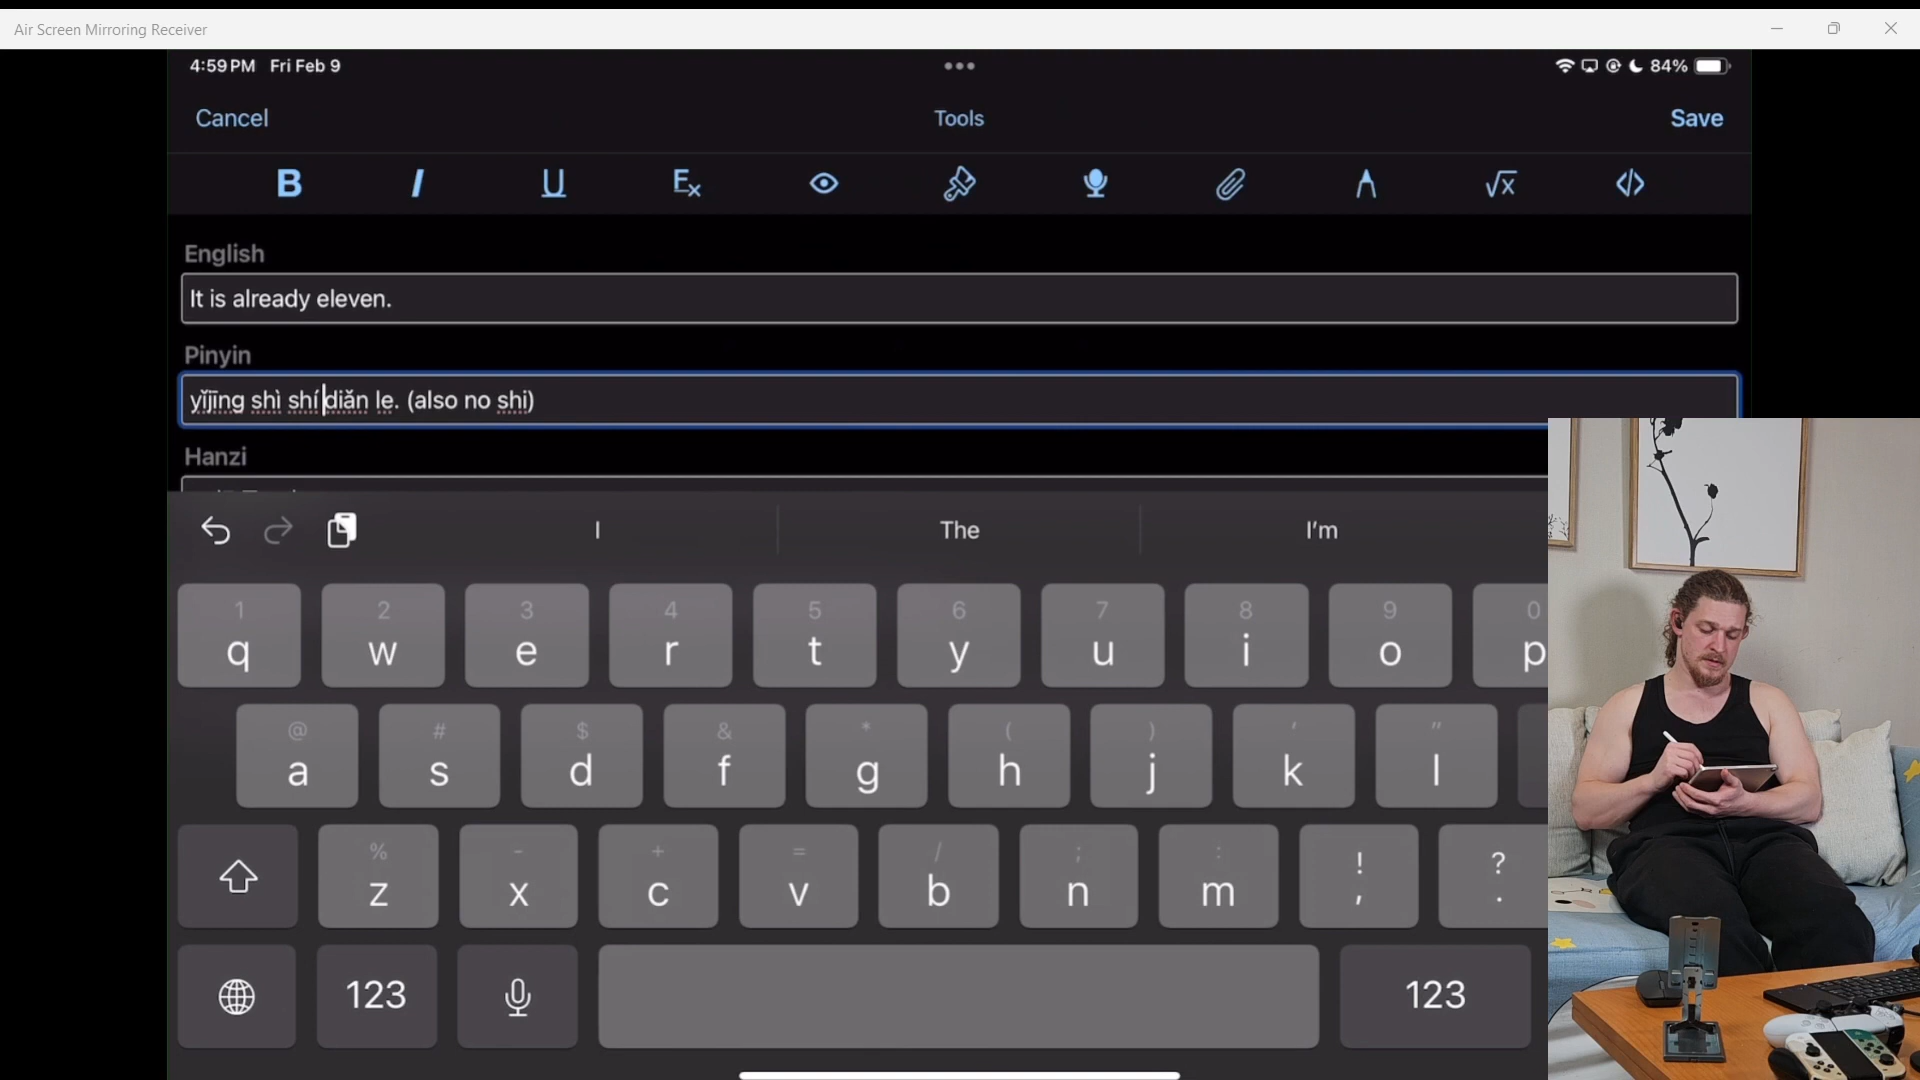 Air Screen Mirroring Receiver
4:59 PM Fri Feb 9
84%
Cancel Tools Save
B I U Ex √x </>
English
It is already eleven.
Pinyin
yǐjīng shì shí diǎn le. (also no shi)
Hanzi
I The I'm
1 2 3 4 5 6 7 8 9 0
q w e r t y u i o p
@ # $ & * ( ) ' "
a s d f g h j k l
% - + = / ; : ! ?
z x c v b n m , .
123 123